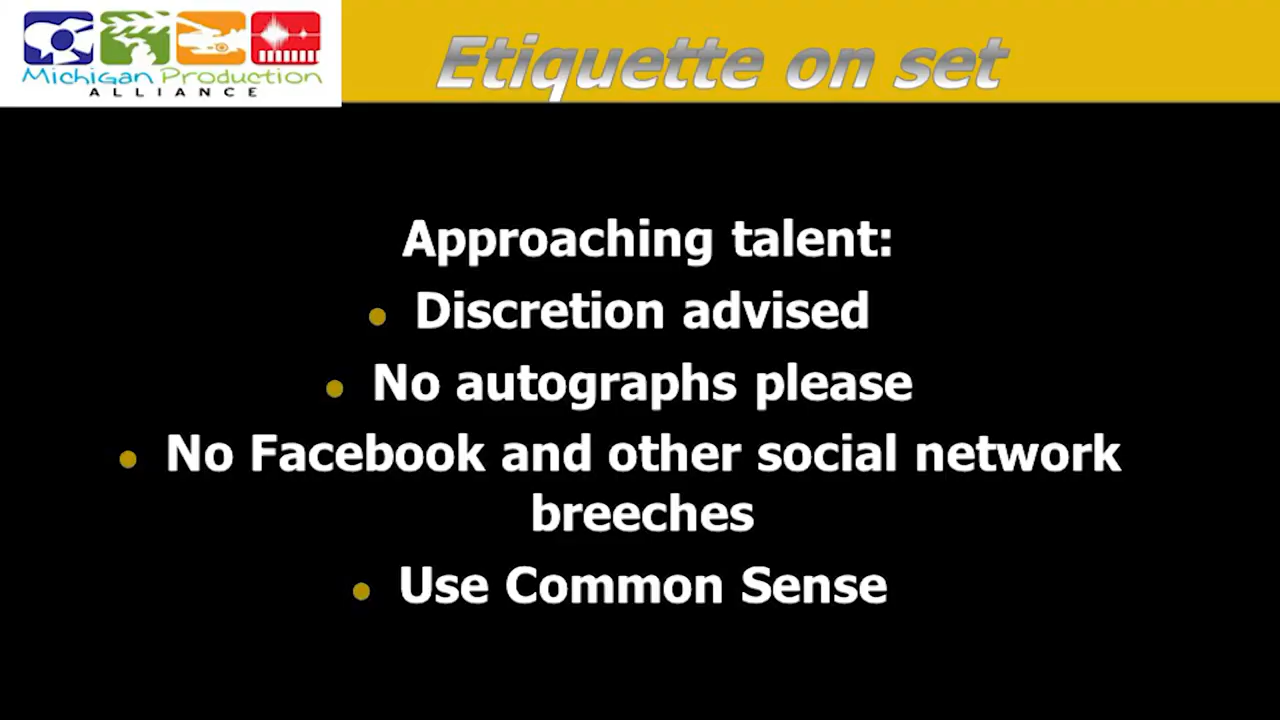 Michigan Production
ALLIANCE
Etiquette on set
Approaching talent:
Discretion advised
No autographs please
No Facebook and other social network
breeches
Use Common Sense